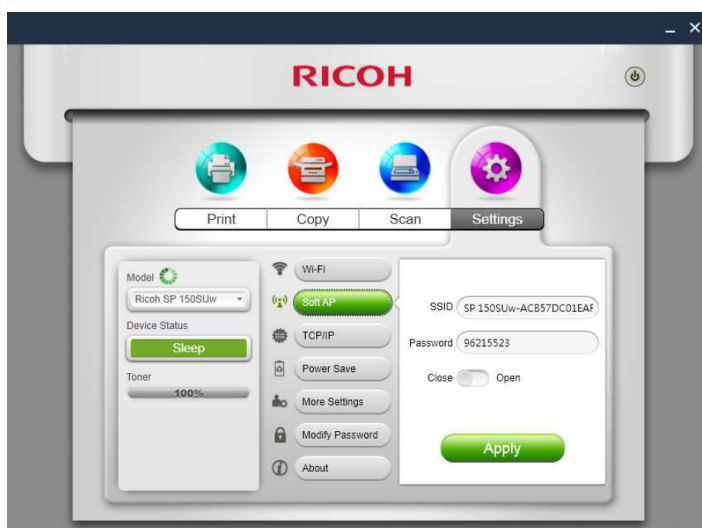 RICOH
Print Copy Scan Settings
Model
Ricoh SP 150SUw
Device Status
Sleep
Toner
100%
Wi-Fi
Soft AP
TCP/IP
Power Save
More Settings
Modify Password
About
SSID SP 150SUw-ACB57DC01EAF
Password 96215523
Close Open
Apply